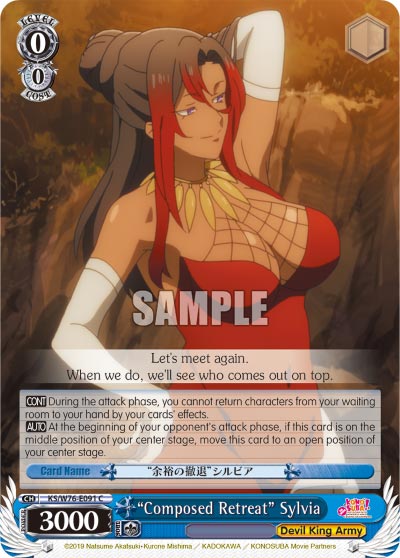 LEVEL
0
0
COST
SAMPLE
Let's meet again.
When we do, we'll see who comes out on top.
CONT During the attack phase, you cannot return characters from your waiting
room to your hand by your cards' effects.
AUTO At the beginning of your opponent's attack phase, if this card is on the
middle position of your center stage, move this card to an open position
of your center stage.
Card Name
“余裕の撤退”シルビア
CH KS/W76-E091 C
POWER 3000
SOUL
“Composed Retreat” Sylvia
KONO SUBA!
Devil King Army
©2019 Natsume Akatsuki・Kurone Mishima / KADOKAWA / KONOSUBA Movie Partners